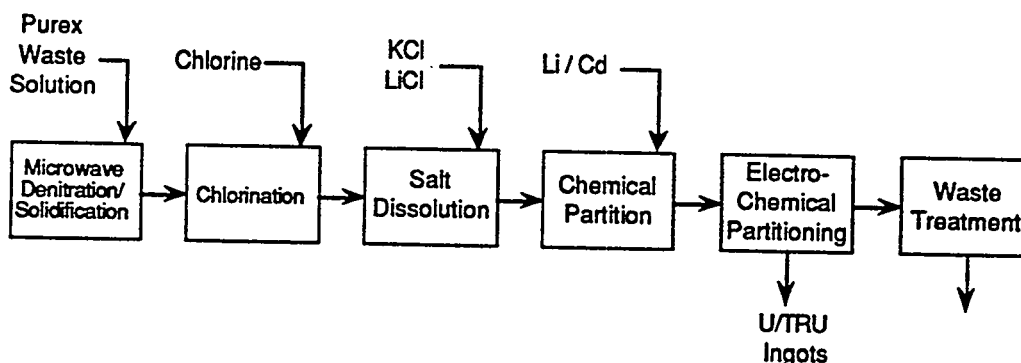 Purex
Waste
Solution
Chlorine
KCl
LiCl
Li / Cd
Microwave
Denitration/
Solidification
Chlorination
Salt
Dissolution
Chemical
Partition
Electro-
Chemical
Partitioning
Waste
Treatment
U/TRU
Ingots